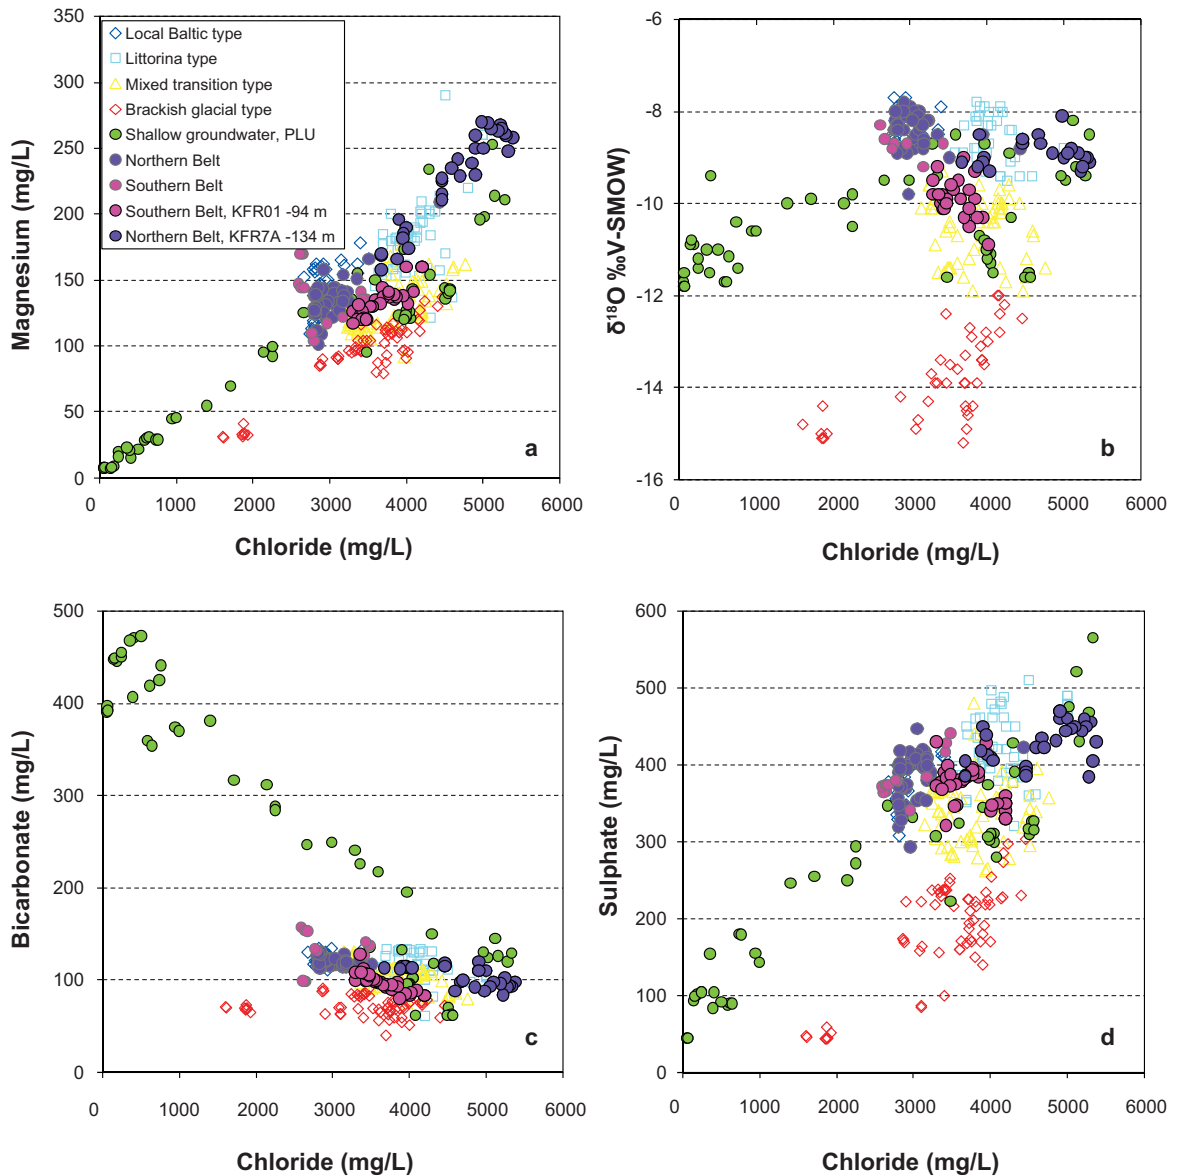 350
300
250
200
150
100
50
0
Magnesium (mg/L)
Local Baltic type
Littorina type
Mixed transition type
Brackish glacial type
Shallow groundwater, PLU
Northern Belt
Southern Belt
Southern Belt, KFR01 -94 m
Northern Belt, KFR7A -134 m
a
0 1000 2000 3000 4000 5000 6000
Chloride (mg/L)
-6
-8
-10
-12
-14
-16
δ¹⁸O ‰V-SMOW
b
0 1000 2000 3000 4000 5000 6000
Chloride (mg/L)
500
400
300
200
100
0
Bicarbonate (mg/L)
c
0 1000 2000 3000 4000 5000 6000
Chloride (mg/L)
600
500
400
300
200
100
0
Sulphate (mg/L)
d
0 1000 2000 3000 4000 5000 6000
Chloride (mg/L)